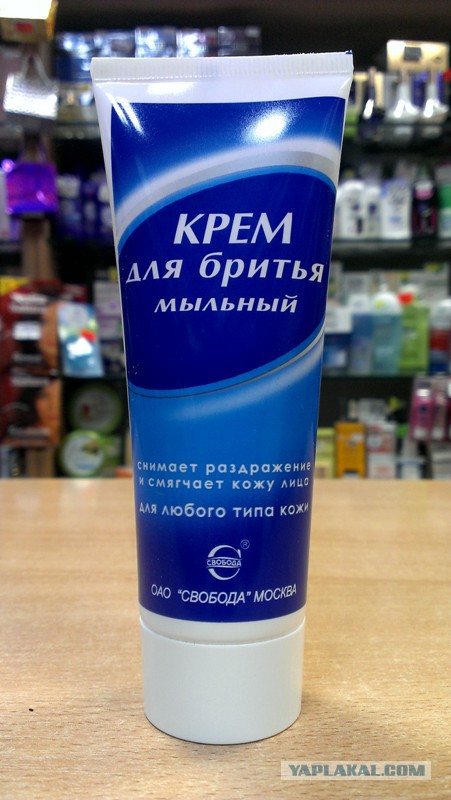 КРЕМ
для бритья
мыльный
снимает раздражение
и смягчает кожу лица
для любого типа кожи
®
СВОБОДА
ОАО "СВОБОДА" МОСКВА
YAPLAKAL.COM